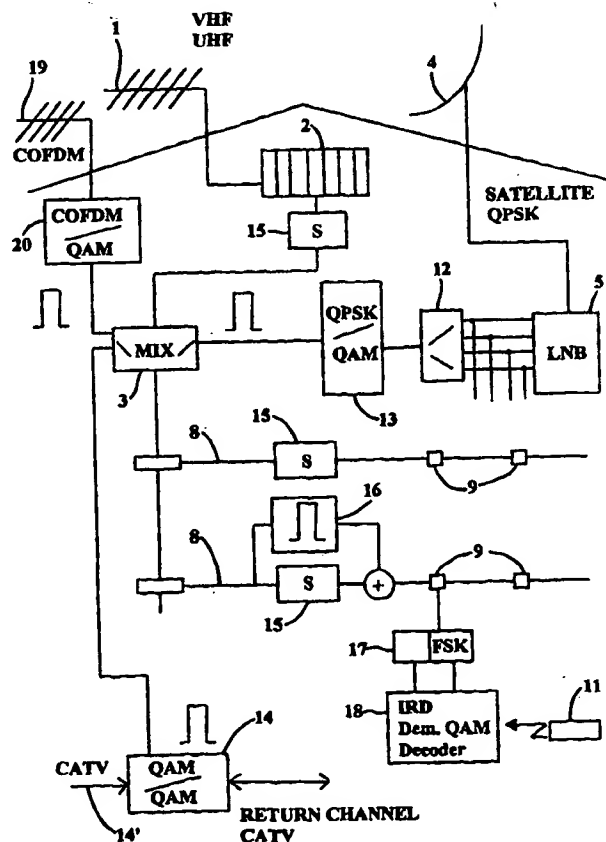 VHF
UHF
1
19
4
COFDM
2
SATELLITE
QPSK
COFDM
QAM
20
15
S
12
5
QPSK
QAM
LNB
MIX
3
13
8
15
S
9
16
8
S
15
+
9
17
FSK
18
IRD
Dem. QAM
Decoder
11
14
CATV
QAM
QAM
14'
RETURN CHANNEL
CATV